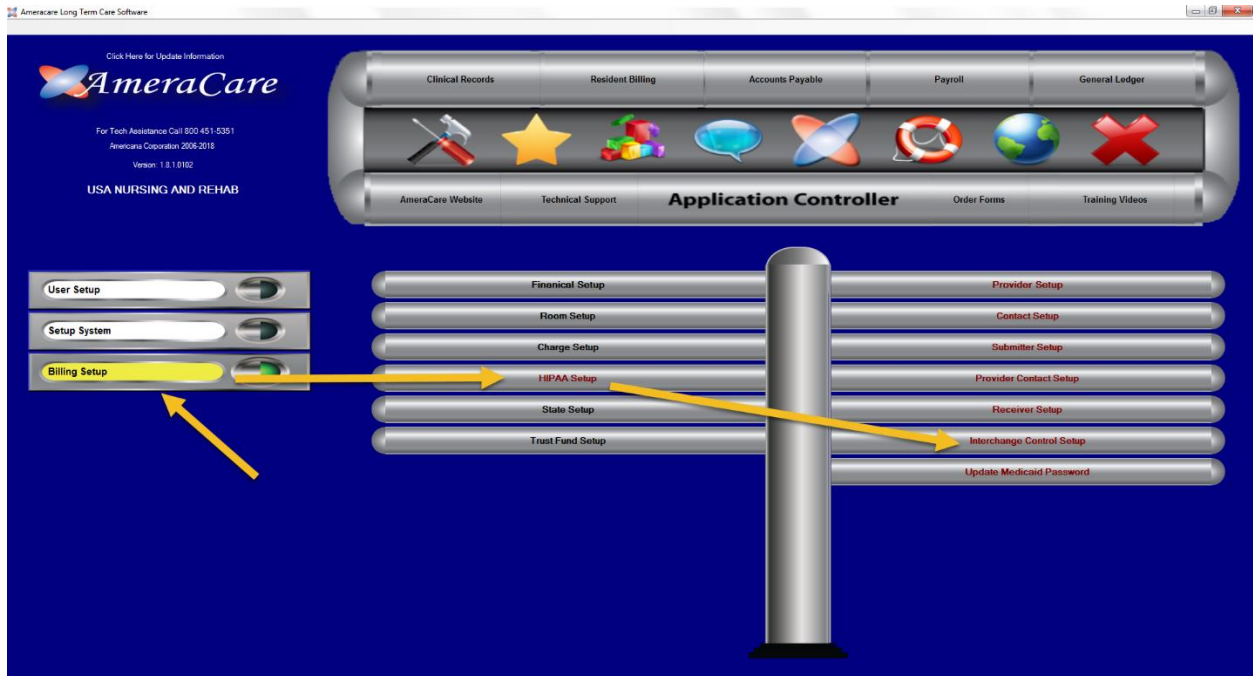 Ameracare Long Term Care Software
Click Here for Update Information
AmeraCare
For Tech Assistance Call 800 451-5351
Americana Corporation 2006-2018
Version: 1.8.1.0102
USA NURSING AND REHAB
Clinical Records
Resident Billing
Accounts Payable
Payroll
General Ledger
AmeraCare Website
Technical Support
Application Controller
Order Forms
Training Videos
User Setup
Setup System
Billing Setup
Finanical Setup
Room Setup
Charge Setup
HIPAA Setup
State Setup
Trust Fund Setup
Provider Setup
Contact Setup
Submitter Setup
Provider Contact Setup
Receiver Setup
Interchange Control Setup
Update Medicaid Password